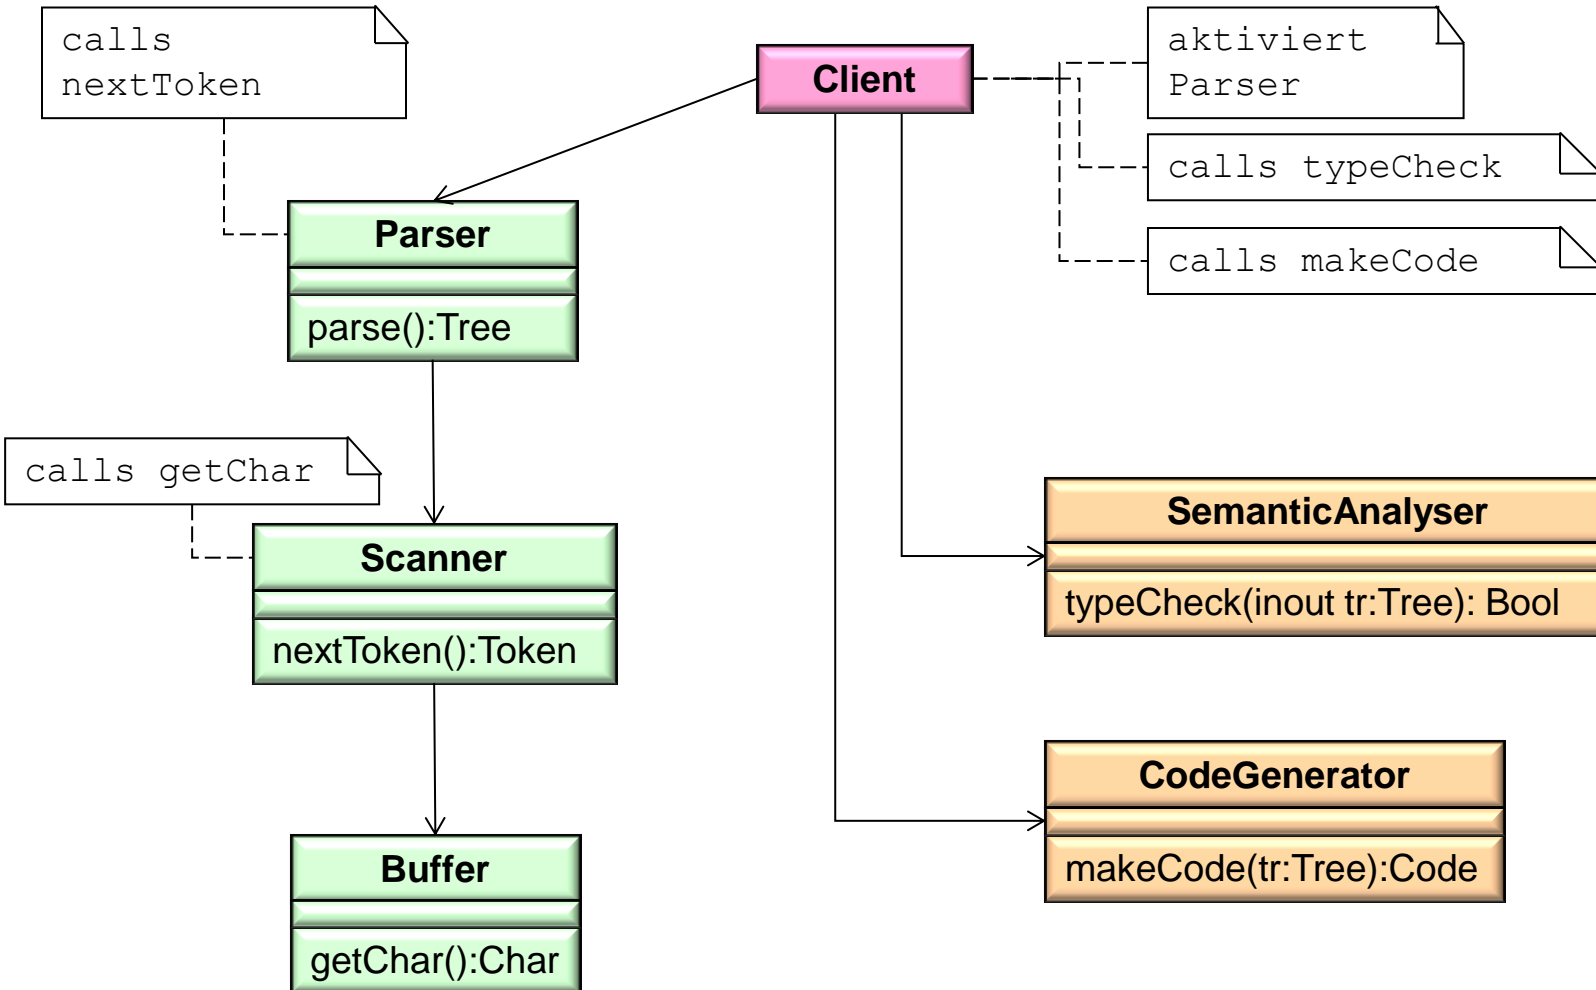 calls
nextToken
Client
aktiviert
Parser
calls typeCheck
calls makeCode
Parser
parse():Tree
calls getChar
Scanner
nextToken():Token
SemanticAnalyser
typeCheck(inout tr:Tree): Bool
CodeGenerator
makeCode(tr:Tree):Code
Buffer
getChar():Char